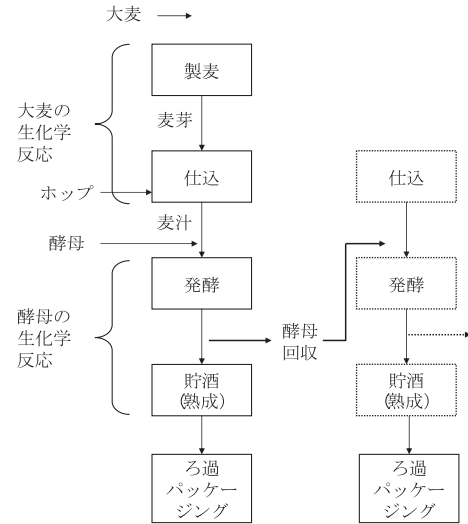 大麦
製麦
大麦の
生化学
反応
麦芽
仕込
ホップ
麦汁
酵母
発酵
酵母の
生化学
反応
酵母
回収
貯酒
(熟成)
ろ過
パッケー
ジング
仕込
発酵
貯酒
(熟成)
ろ過
パッケー
ジング